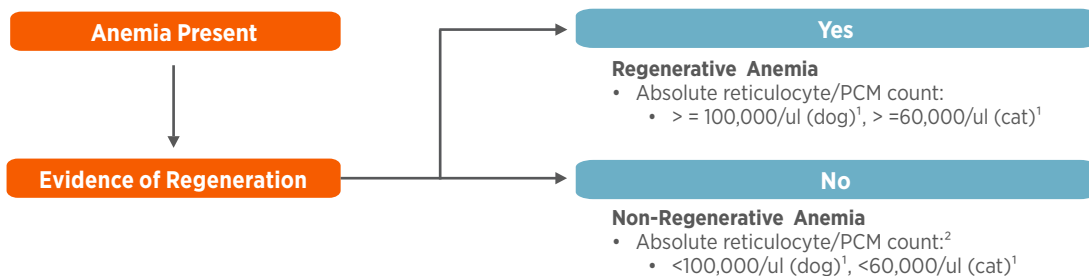 Anemia Present
Yes
Regenerative Anemia
• Absolute reticulocyte/PCM count:
• > = 100,000/ul (dog)¹, > =60,000/ul (cat)¹
Evidence of Regeneration
No
Non-Regenerative Anemia
• Absolute reticulocyte/PCM count:²
• <100,000/ul (dog)¹, <60,000/ul (cat)¹